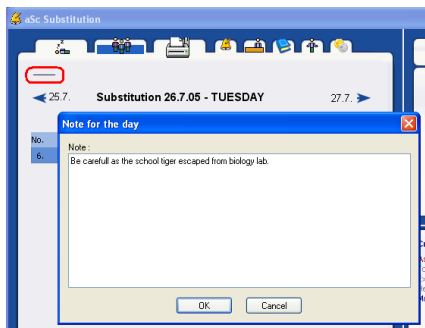 aSc Substitution
25.7. Substitution 26.7.05 - TUESDAY 27.7.
Note for the day
No.
6.
Note :
Be carefull as the school tiger escaped from biology lab.
OK Cancel